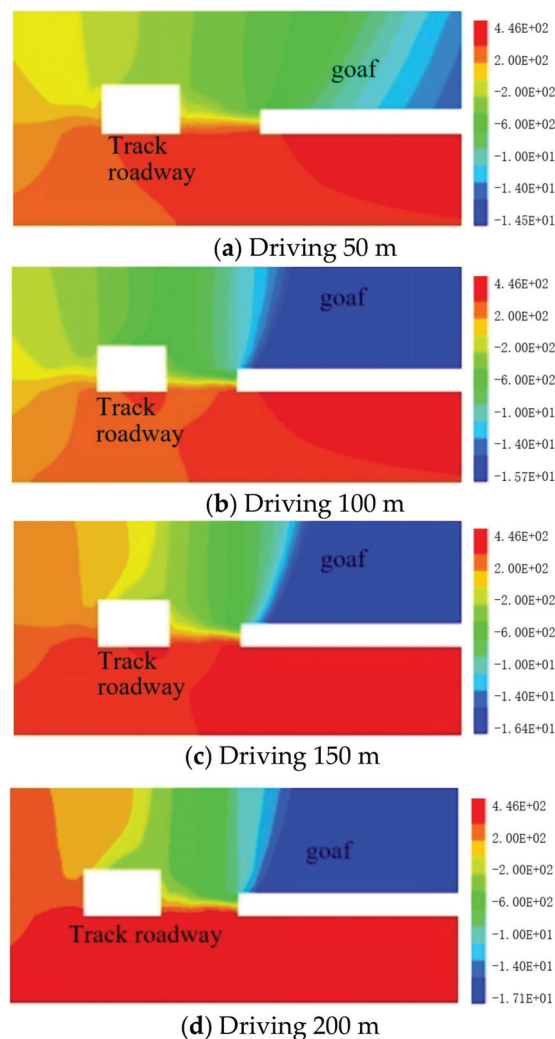 goaf
Track
roadway
4.46E+02
2.00E+02
-2.00E+02
-6.00E+02
-1.00E+01
-1.40E+01
-1.45E+01
(a) Driving 50 m
goaf
Track
roadway
4.46E+02
2.00E+02
-2.00E+02
-6.00E+02
-1.00E+01
-1.40E+01
-1.57E+01
(b) Driving 100 m
goaf
Track
roadway
4.46E+02
2.00E+02
-2.00E+02
-6.00E+02
-1.00E+01
-1.40E+01
-1.64E+01
(c) Driving 150 m
goaf
Track roadway
4.46E+02
2.00E+02
-2.00E+02
-6.00E+02
-1.00E+01
-1.40E+01
-1.71E+01
(d) Driving 200 m